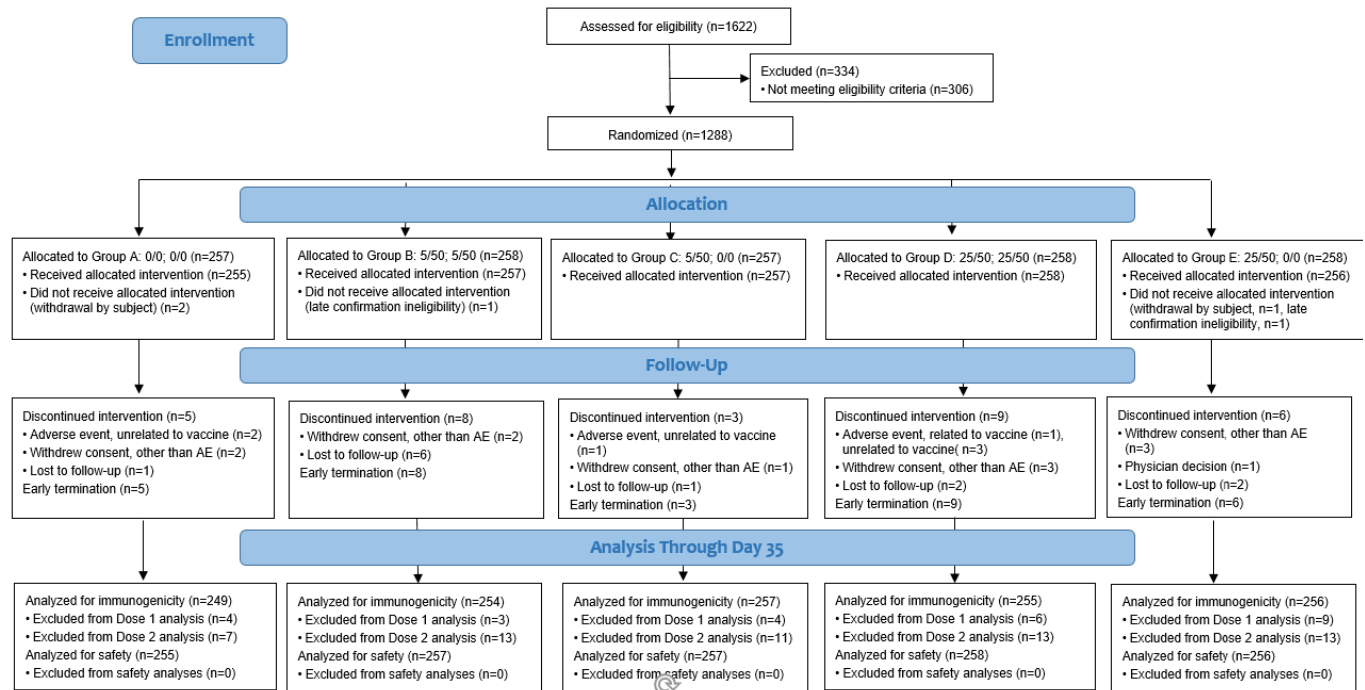 Enrollment
Assessed for eligibility (n=1622)
Excluded (n=334)
• Not meeting eligibility criteria (n=306)
Randomized (n=1288)
Allocation
Allocated to Group A: 0/0; 0/0 (n=257)
• Received allocated intervention (n=255)
• Did not receive allocated intervention
(withdrawal by subject) (n=2)
Allocated to Group B: 5/50; 5/50 (n=258)
• Received allocated intervention (n=257)
• Did not receive allocated intervention
(late confirmation ineligibility) (n=1)
Allocated to Group C: 5/50; 0/0 (n=257)
• Received allocated intervention (n=257)
Allocated to Group D: 25/50; 25/50 (n=258)
• Received allocated intervention (n=258)
Allocated to Group E: 25/50; 0/0 (n=258)
• Received allocated intervention (n=256)
• Did not receive allocated intervention
(withdrawal by subject, n=1, late
confirmation ineligibility, n=1)
Follow-Up
Discontinued intervention (n=5)
• Adverse event, unrelated to vaccine (n=2)
• Withdrew consent, other than AE (n=2)
• Lost to follow-up (n=1)
Early termination (n=5)
Discontinued intervention (n=8)
• Withdrew consent, other than AE (n=2)
• Lost to follow-up (n=6)
Early termination (n=8)
Discontinued intervention (n=3)
• Adverse event, unrelated to vaccine
(n=1)
• Withdrew consent, other than AE (n=1)
• Lost to follow-up (n=1)
Early termination (n=3)
Discontinued intervention (n=9)
• Adverse event, related to vaccine (n=1),
unrelated to vaccine( n=3)
• Withdrew consent, other than AE (n=3)
• Lost to follow-up (n=2)
Early termination (n=9)
Discontinued intervention (n=6)
• Withdrew consent, other than AE
(n=3)
• Physician decision (n=1)
• Lost to follow-up (n=2)
Early termination (n=6)
Analysis Through Day 35
Analyzed for immunogenicity (n=249)
• Excluded from Dose 1 analysis (n=4)
• Excluded from Dose 2 analysis (n=7)
Analyzed for safety (n=255)
• Excluded from safety analyses (n=0)
Analyzed for immunogenicity (n=254)
• Excluded from Dose 1 analysis (n=3)
• Excluded from Dose 2 analysis (n=13)
Analyzed for safety (n=257)
• Excluded from safety analyses (n=0)
Analyzed for immunogenicity (n=257)
• Excluded from Dose 1 analysis (n=4)
• Excluded from Dose 2 analysis (n=11)
Analyzed for safety (n=257)
• Excluded from safety analyses (n=0)
Analyzed for immunogenicity (n=255)
• Excluded from Dose 1 analysis (n=6)
• Excluded from Dose 2 analysis (n=13)
Analyzed for safety (n=258)
• Excluded from safety analyses (n=0)
Analyzed for immunogenicity (n=256)
• Excluded from Dose 1 analysis (n=9)
• Excluded from Dose 2 analysis (n=13)
Analyzed for safety (n=256)
• Excluded from safety analyses (n=0)